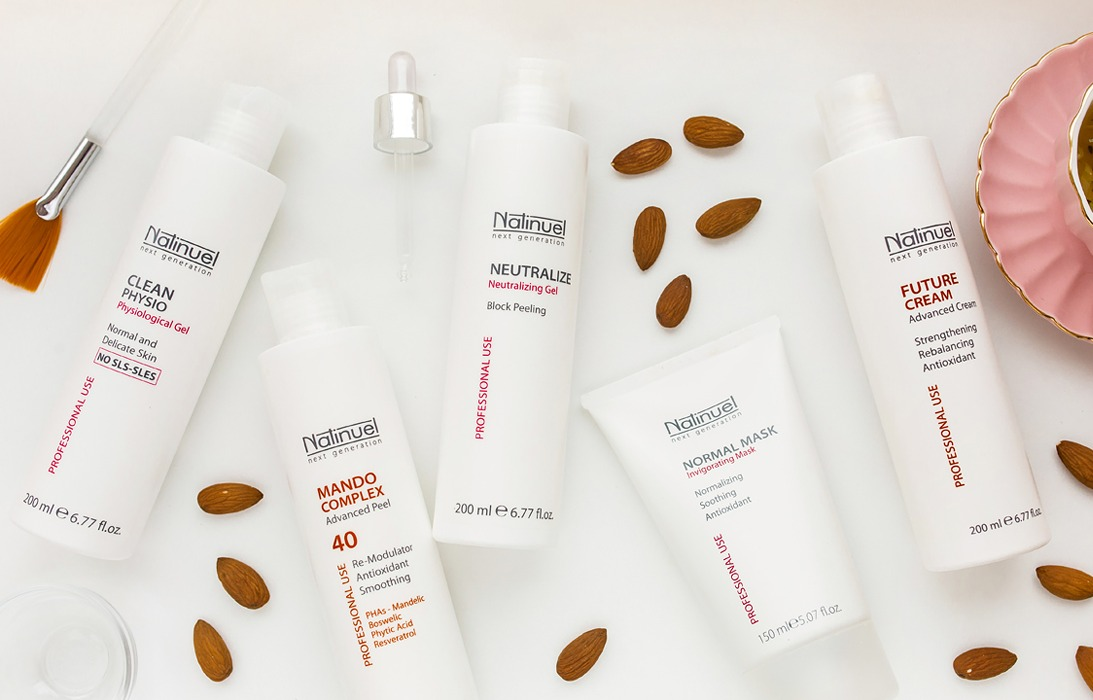 Natinuel
next generation
CLEAN
PHYSIO
Physiological Gel
Normal and
Delicate Skin
NO SLS-SLES
PROFESSIONAL USE
200 ml ℮ 6.77 fl.oz.
Natinuel
next generation
MANDO
COMPLEX
Advanced Peel
40
Re-Modulator
Antioxidant
Smoothing
PHAs - Mandelic
Boswelic
Phytic Acid
Resveratrol
PROFESSIONAL USE
Natinuel
next generation
NEUTRALIZE
Neutralizing Gel
Block Peeling
PROFESSIONAL USE
200 ml ℮ 6.77 fl.oz.
Natinuel
next generation
NORMAL MASK
Invigorating Mask
Normalizing
Soothing
Antioxidant
PROFESSIONAL USE
150 ml ℮ 5.07 fl.oz.
Natinuel
next generation
FUTURE
CREAM
Advanced Cream
Strengthening
Rebalancing
Antioxidant
PROFESSIONAL USE
200 ml ℮ 6.77 fl.oz.